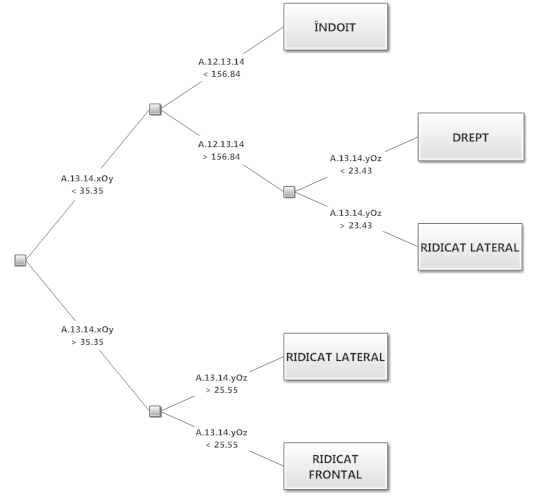 ÎNDOIT
A.12.13.14
< 156.84
A.12.13.14
> 156.84
DREPT
A.13.14.yOz
< 23.43
A.13.14.xOy
< 35.35
A.13.14.yOz
> 23.43
RIDICAT LATERAL
A.13.14.xOy
> 35.35
RIDICAT LATERAL
A.13.14.yOz
> 25.55
A.13.14.yOz
< 25.55
RIDICAT
FRONTAL